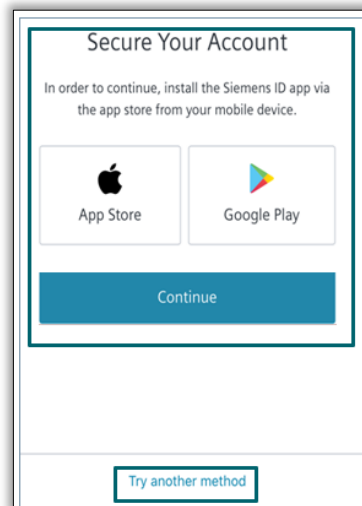 Secure Your Account
In order to continue, install the Siemens ID app via
the app store from your mobile device.
App Store
Google Play
Continue
Try another method